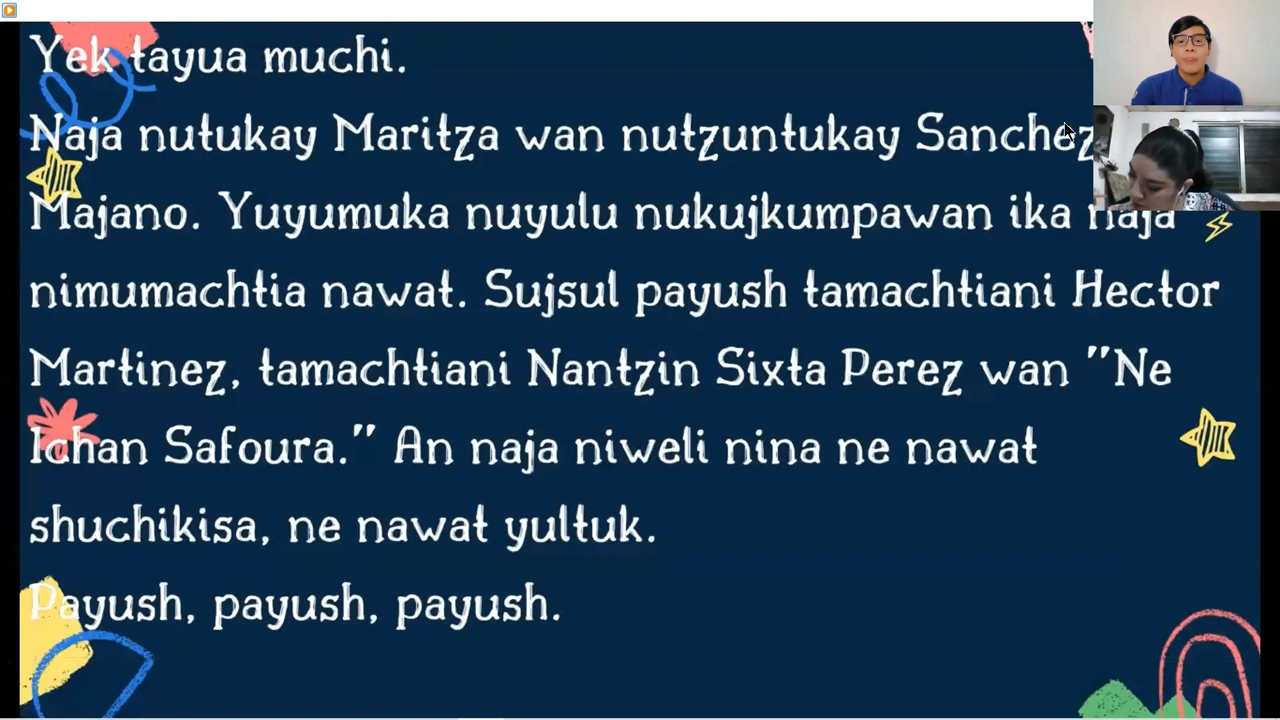 Yek tayua muchi.
Naja nutukay Maritza wan nutzuntukay Sanchez
Majano. Yuyumuka nuyulu nukujkumpawan ika naja
nimumachtia nawat. Sujsul payush tamachtiani Hector
Martinez, tamachtiani Nantzin Sixta Perez wan "Ne
Ichan Safoura." An naja niweli nina ne nawat
shuchikisa, ne nawat yultuk.
Payush, payush, payush.